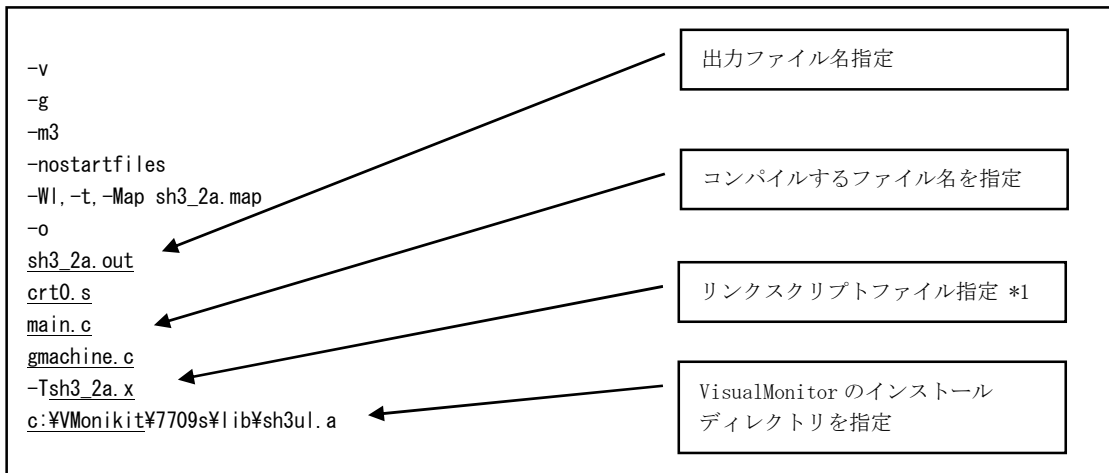 -v
-g
-m3
-nostartfiles
-Wl,-t,-Map sh3_2a.map
-o
sh3_2a.out
crt0.s
main.c
gmachine.c
-Tsh3_2a.x
c:¥VMonikit¥7709s¥lib¥sh3ul.a
出力ファイル名指定
コンパイルするファイル名を指定
リンクスクリプトファイル指定 *1
VisualMonitor のインストール
ディレクトリを指定